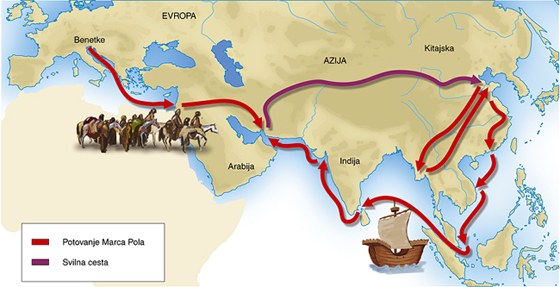 EVROPA
Benetke
Kitajska
AZIJA
Arabija
Indija
Potovanje Marca Pola
Svilna cesta